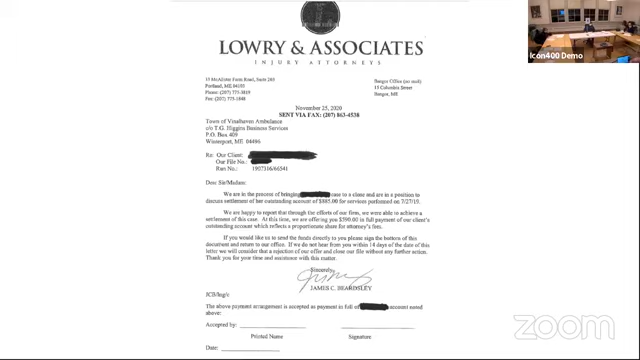 LOWRY & ASSOCIATES
INJURY ATTORNEYS
15 McAlister Farm Road, Suite 203
Portland, ME 04103
Phone: (207) 775-3819
Fax: (207) 775-1848
Bangor Office (no mail)
15 Columbia Street
Bangor, ME
November 25, 2020
SENT VIA FAX: (207) 863-4538
Town of Vinalhaven Ambulance
c/o T.G. Higgins Business Services
P.O. Box 409
Winterport, ME 04496
Re: Our Client:
Our File No.:
Run No.: 1907316/66541
Dear Sir/Madam:
We are in the process of bringing case to a close and are in a position to
discuss settlement of her outstanding account of $885.00 for services performed on 7/27/19.
We are happy to report that through the efforts of our firm, we were able to achieve a
settlement of this case. At this time, we are offering you $590.00 in full payment of our client's
outstanding account which reflects a proportionate share for attorney's fees.
If you would like us to send the funds directly to you please sign the bottom of this
document and return to our office. If we do not hear from you within 14 days of the date of this
letter we will consider that a rejection of our offer and close our file without any further action.
Thank you for your time and assistance with this matter.
Sincerely,
JAMES C. BEARDSLEY
JCB/lng/c
The above payment arrangement is accepted as payment in full of account noted
above:
Accepted by:
Printed Name Signature
Date:
Icon400 Demo
zoom